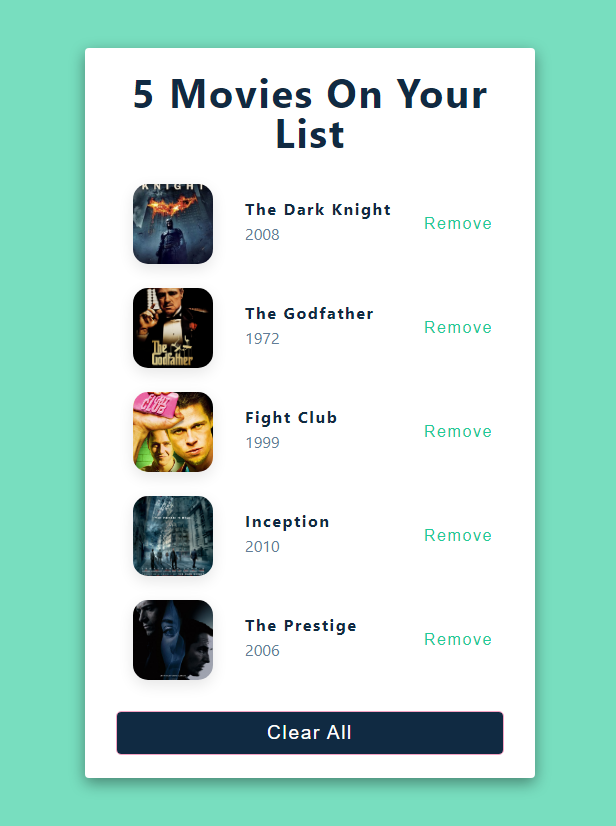 5 Movies On Your
List
KNIGHT
The Dark Knight
2008
Remove
The
Godfather
The Godfather
1972
Remove
FIGHT
CLUB
Fight Club
1999
Remove
Inception
2010
Remove
The Prestige
2006
Remove
Clear All